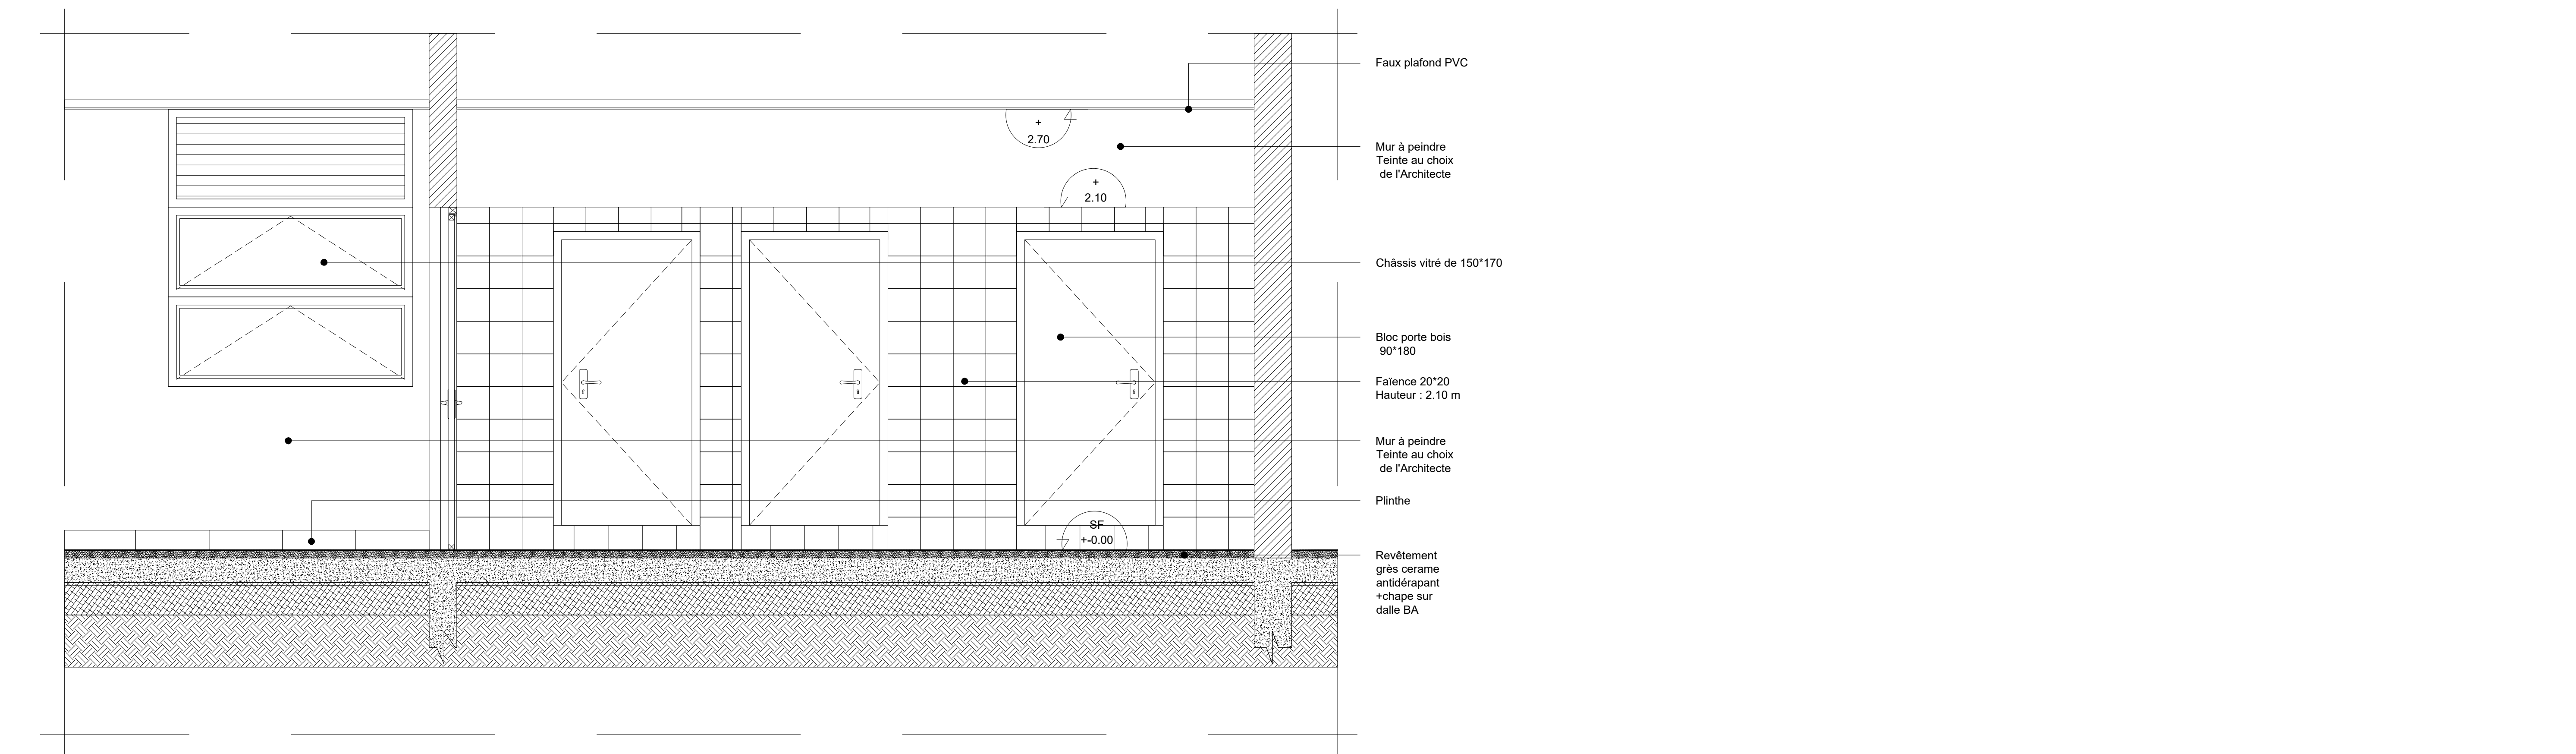 Faux plafond PVC
+
2.70
Mur à peindre
Teinte au choix
de l'Architecte
+
2.10
Châssis vitré de 150*170
Bloc porte bois
90*180
Faïence 20*20
Hauteur : 2.10 m
Mur à peindre
Teinte au choix
de l'Architecte
Plinthe
SF
+-0.00
Revêtement
grès cerame
antidérapant
+chape sur
dalle BA